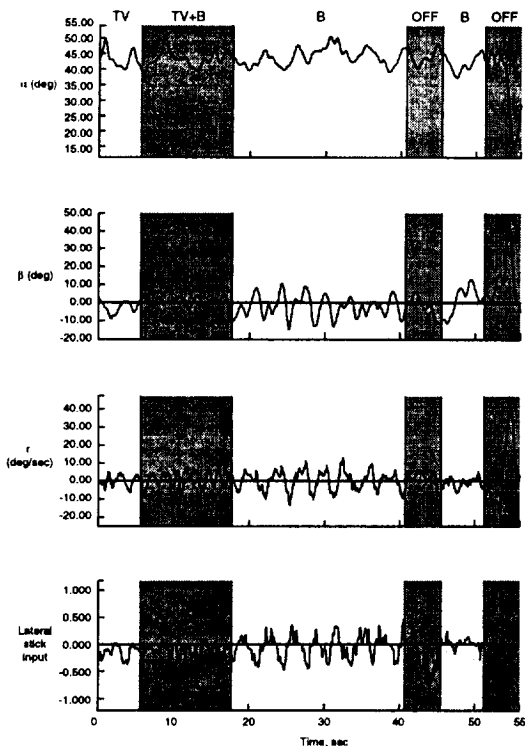 TV TV+B B OFF B OFF
55.00
50.00
45.00
α (deg) 40.00
35.00
30.00
25.00
20.00
15.00
50.00
40.00
30.00
20.00
β (deg) 10.00
0.00
-10.00
-20.00
40.00
30.00
20.00
r 10.00
(deg/sec) 0.00
-10.00
-20.00
1.000
0.500
Lateral 0.000
stick
input -0.500
-1.000
0 10 20 30 40 50 55
Time, sec